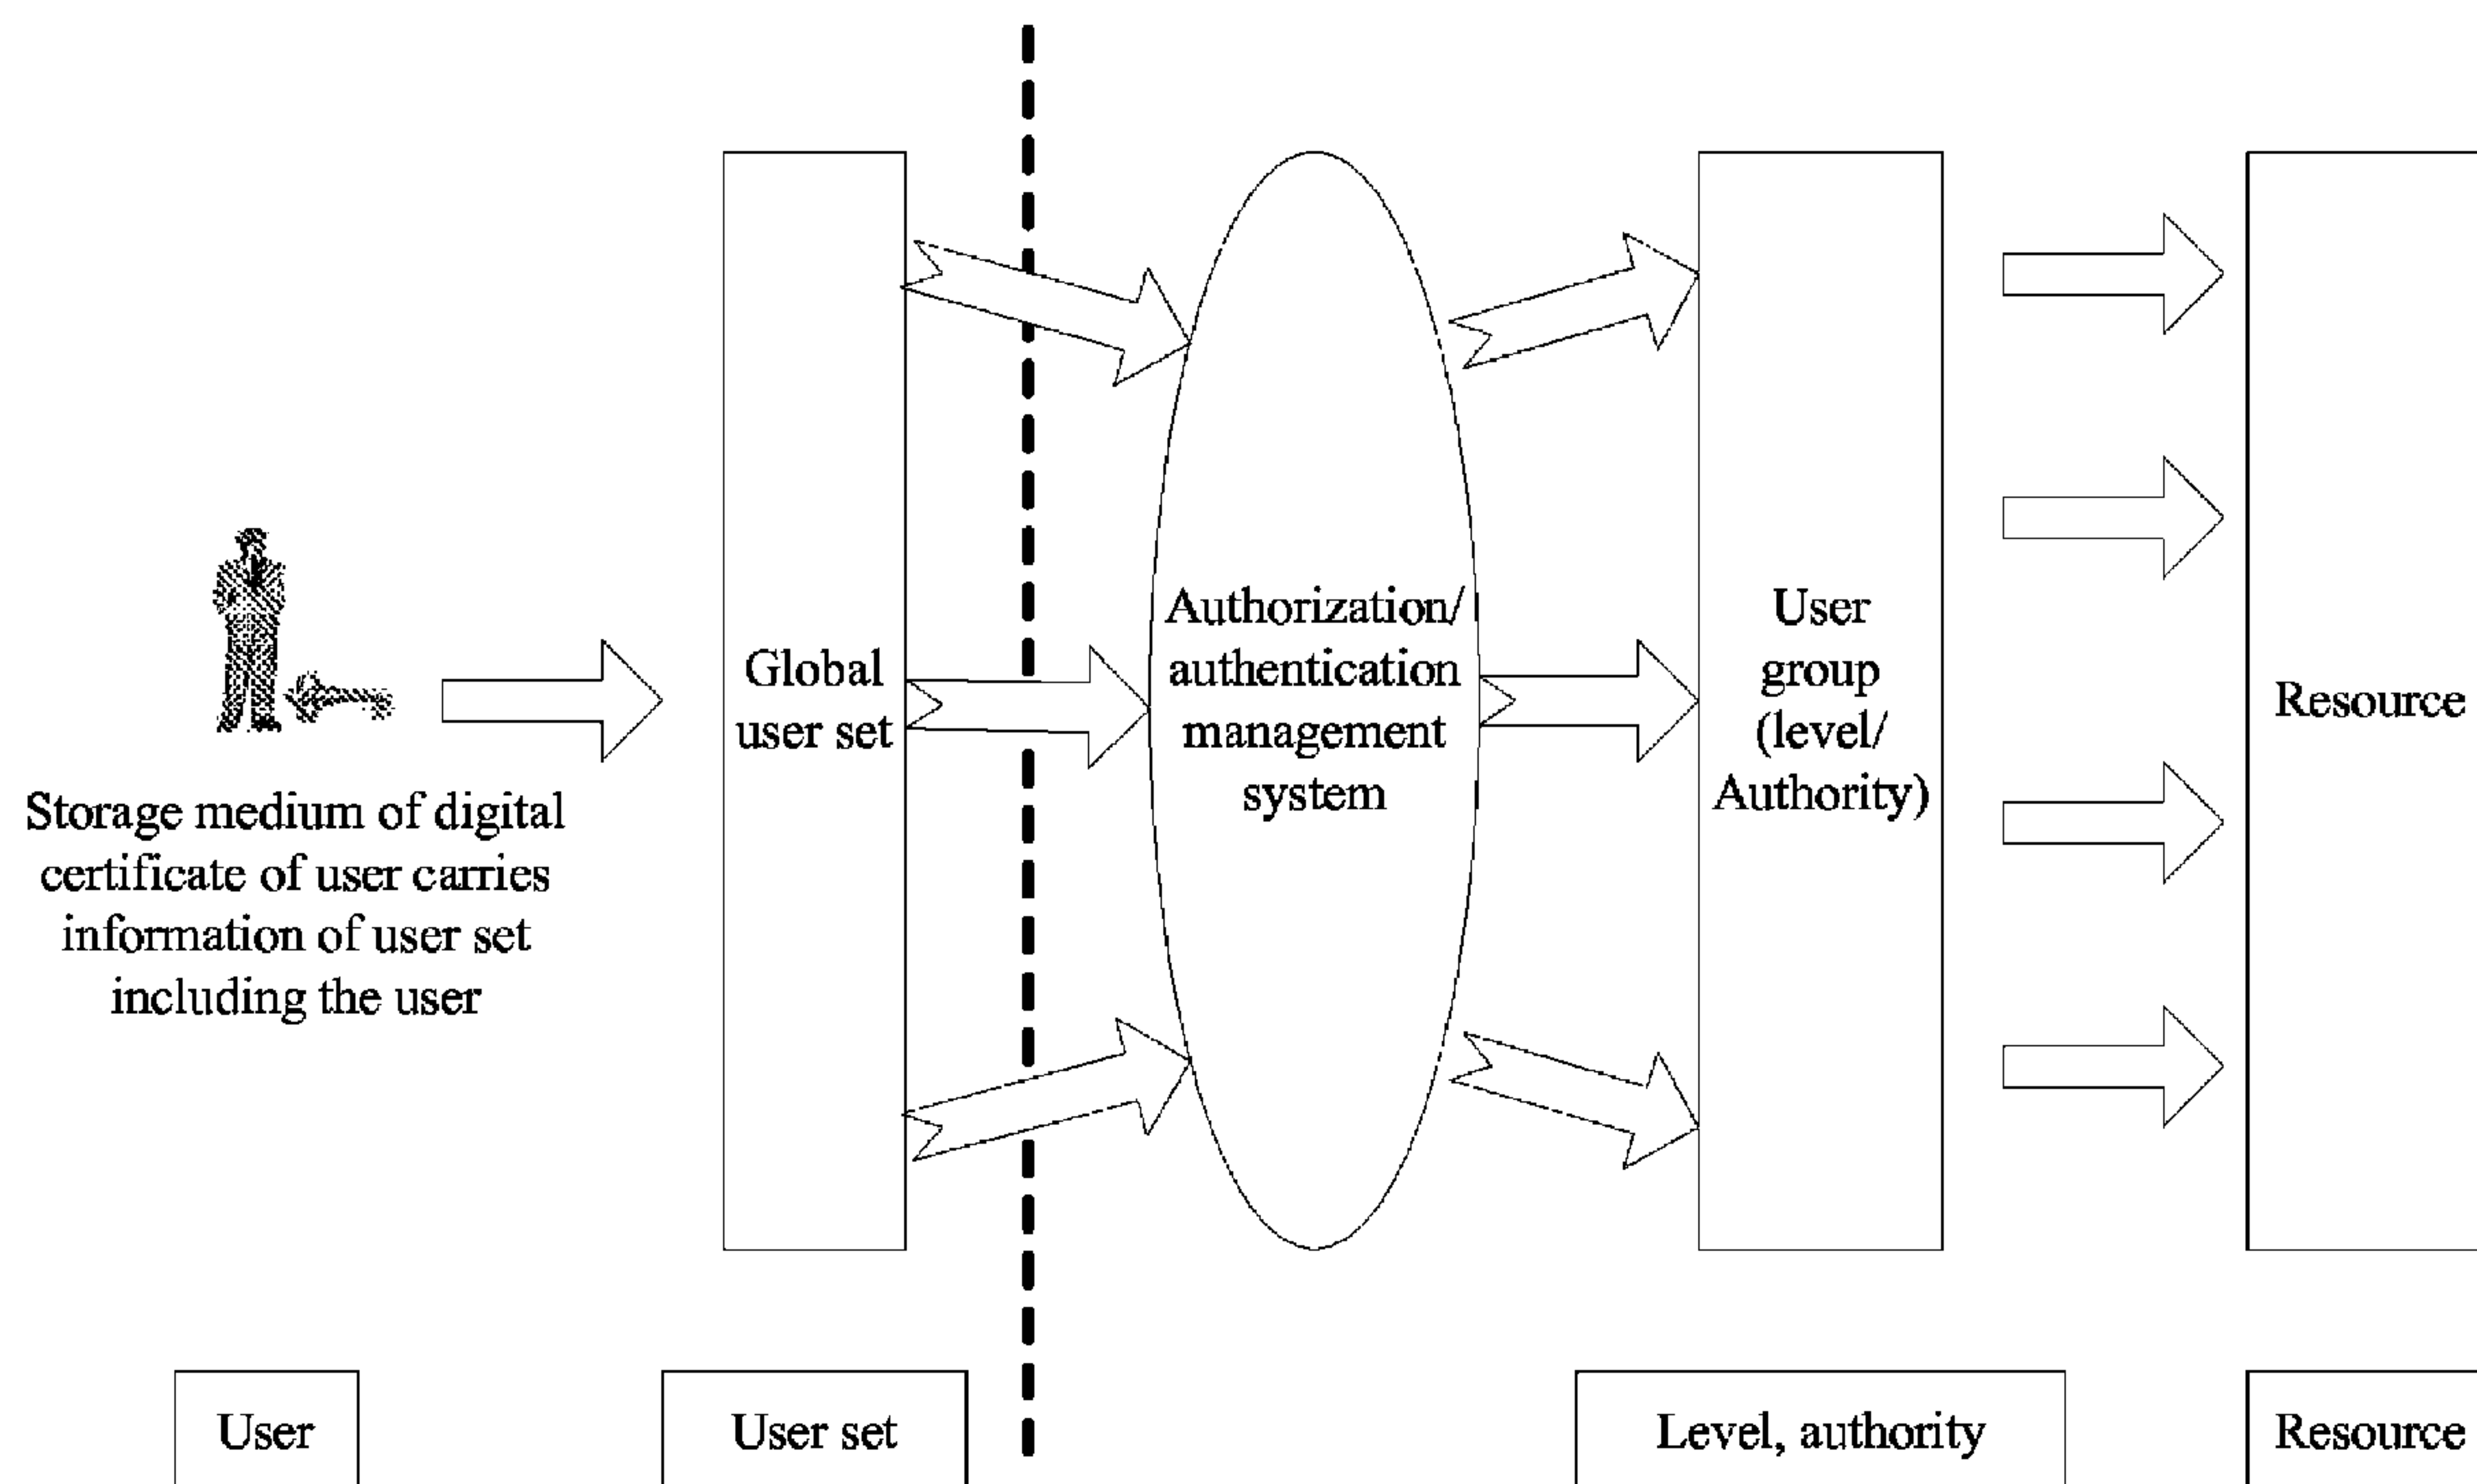 Storage medium of digital
certificate of user carries
information of user set
including the user
Global
user set
Authorization/
authentication
management
system
User
group
(level/
Authority)
Resource
User
User set
Level, authority
Resource